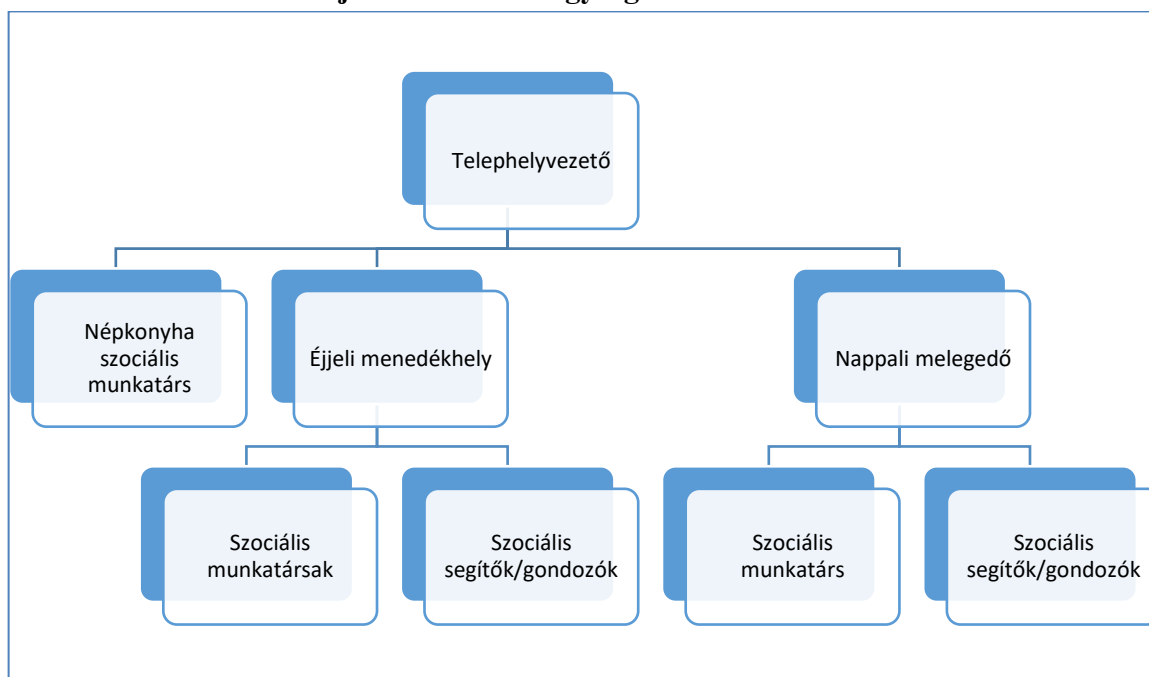 Telephelyvezető
Népkonyha
szociális
munkatárs
Éjjeli menedékhely
Nappali melegedő
Szociális
munkatársak
Szociális
segítők/gondozók
Szociális
munkatárs
Szociális
segítők/gondozók